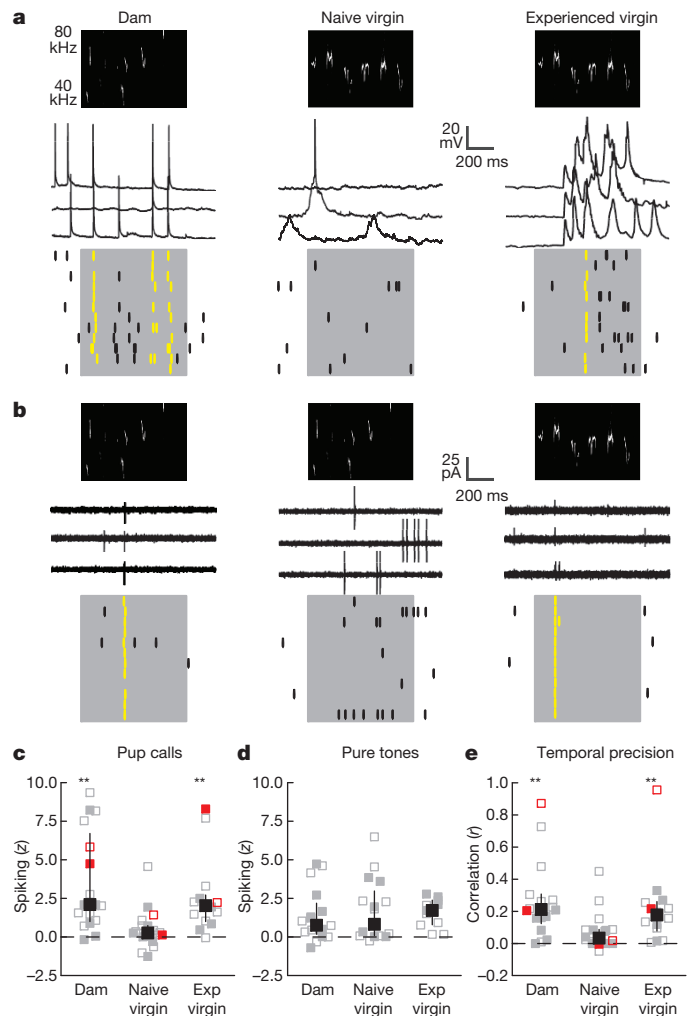 a
Dam
Naive virgin
Experienced virgin
80
kHz
40
kHz
20
mV
200 ms
b
25
pA
200 ms
c
Pup calls
d
Pure tones
e
Temporal precision
**
**
**
**
10.0
7.5
5.0
2.5
0.0
−2.5
Spiking (z)
Dam
Naive
virgin
Exp
virgin
10.0
7.5
5.0
2.5
0.0
−2.5
Spiking (z)
Dam
Naive
virgin
Exp
virgin
1.0
0.8
0.6
0.4
0.2
0.0
−0.2
Correlation (r)
Dam
Naive
virgin
Exp
virgin